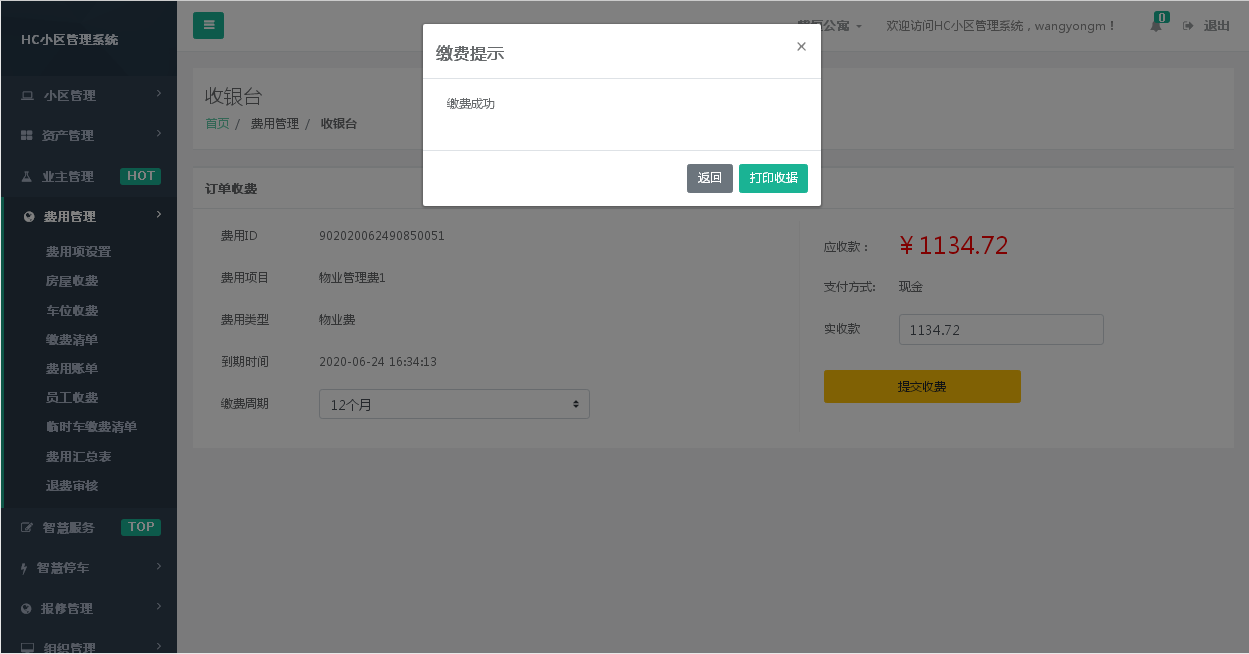 HC小区管理系统
公寓
欢迎访问HC小区管理系统，wangyongm！
0
退出
小区管理
资产管理
业主管理 HOT
费用管理
费用项设置
房屋收费
车位收费
缴费清单
费用账单
员工收费
临时车缴费清单
费用汇总表
退费审核
智慧服务 TOP
智慧停车
报修管理
组织管理
收银台
首页 / 费用管理 / 收银台
缴费提示
×
缴费成功
返回 打印收据
订单收费
费用ID 902020062490850051
费用项目 物业管理费1
费用类型 物业费
到期时间 2020-06-24 16:34:13
缴费周期 12个月
应收款： ￥1134.72
支付方式: 现金
实收款 1134.72
提交收费